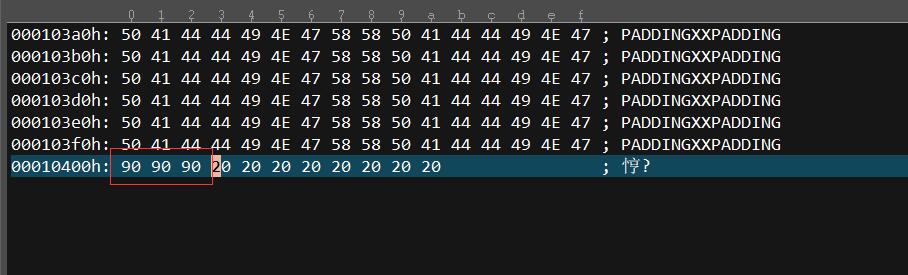 0 1 2 3 4 5 6 7 8 9 a b c d e f
000103a0h: 50 41 44 44 49 4E 47 58 58 50 41 44 44 49 4E 47 ; PADDINGXXPADDING
000103b0h: 50 41 44 44 49 4E 47 58 58 50 41 44 44 49 4E 47 ; PADDINGXXPADDING
000103c0h: 50 41 44 44 49 4E 47 58 58 50 41 44 44 49 4E 47 ; PADDINGXXPADDING
000103d0h: 50 41 44 44 49 4E 47 58 58 50 41 44 44 49 4E 47 ; PADDINGXXPADDING
000103e0h: 50 41 44 44 49 4E 47 58 58 50 41 44 44 49 4E 47 ; PADDINGXXPADDING
000103f0h: 50 41 44 44 49 4E 47 58 58 50 41 44 44 49 4E 47 ; PADDINGXXPADDING
00010400h: 90 90 90 20 20 20 20 20 20 20 20 ; 悙?